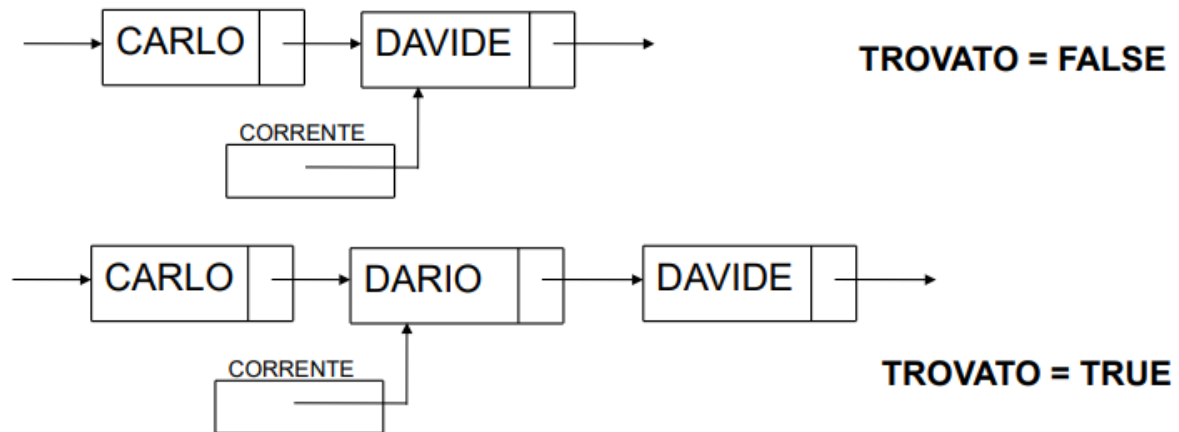 CARLO DAVIDE
TROVATO = FALSE
CORRENTE
CARLO DARIO DAVIDE
CORRENTE
TROVATO = TRUE